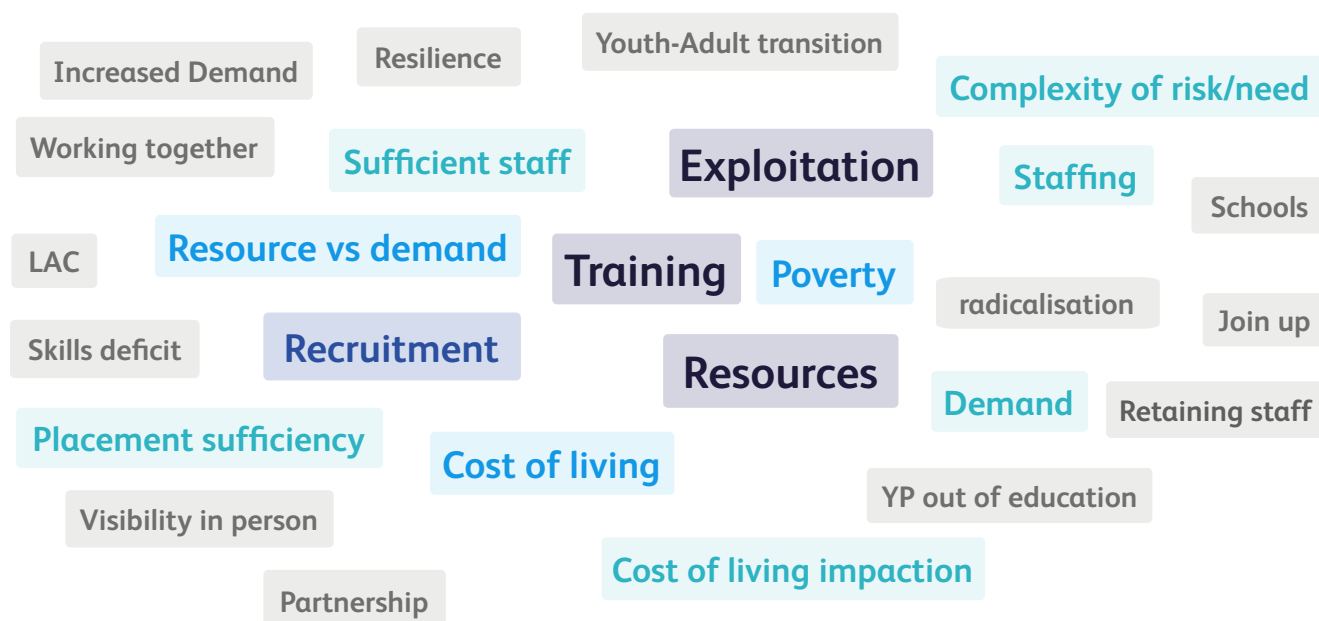 Increased Demand
Resilience
Youth-Adult transition
Complexity of risk/need
Working together
Sufficient staff
Exploitation
Staffing
Schools
LAC
Resource vs demand
Training
Poverty
radicalisation
Join up
Skills deficit
Recruitment
Resources
Demand
Retaining staff
Placement sufficiency
Cost of living
YP out of education
Visibility in person
Cost of living impaction
Partnership